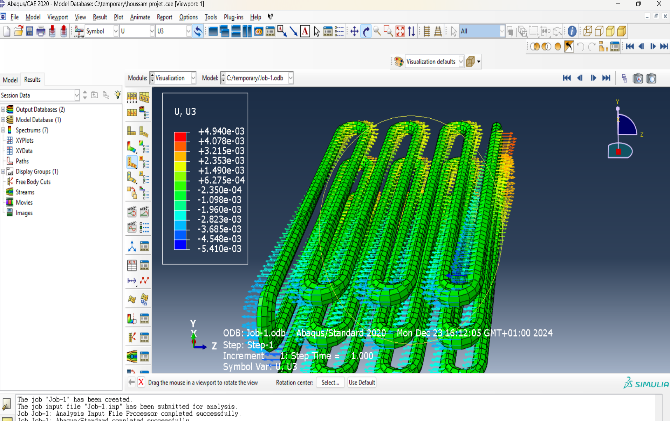 Abaqus/CAE 2020 - Model Database: C:\temporary\houssam projet .cae [Viewport: 1]
File Model Viewport View Result Plot Animate Report Options Tools Plug-ins Help
Symbol U U3
All
Visualization defaults
Model Results Module: Visualization Model: C:/temporary/Job-1.odb
Session Data
Output Databases (2)
Model Database (1)
Spectrums (7)
XYPlots
XYData
Paths
Display Groups (1)
Free Body Cuts
Streams
Movies
Images
U, U3
+4.940e-03
+4.078e-03
+3.215e-03
+2.353e-03
+1.490e-03
+6.275e-04
-2.350e-04
-1.098e-03
-1.960e-03
-2.823e-03
-3.685e-03
-4.548e-03
-5.410e-03
Y
Z
Y
X
Z
ODB: Job-1.odb Abaqus/Standard 2020 Mon Dec 23 18:12:03 GMT+01:00 2024
Step: Step-1
Increment 1: Step Time = 1.000
Symbol Var: U, U3
Drag the mouse in a viewport to rotate the view Rotation center: Select... Use Default
SIMULIA
The job "Job-1" has been created.
The job input file "Job-1.inp" has been submitted for analysis.
Job Job-1: Analysis Input File Processor completed successfully.
Job Job-1: Abaqus/Standard completed successfully.